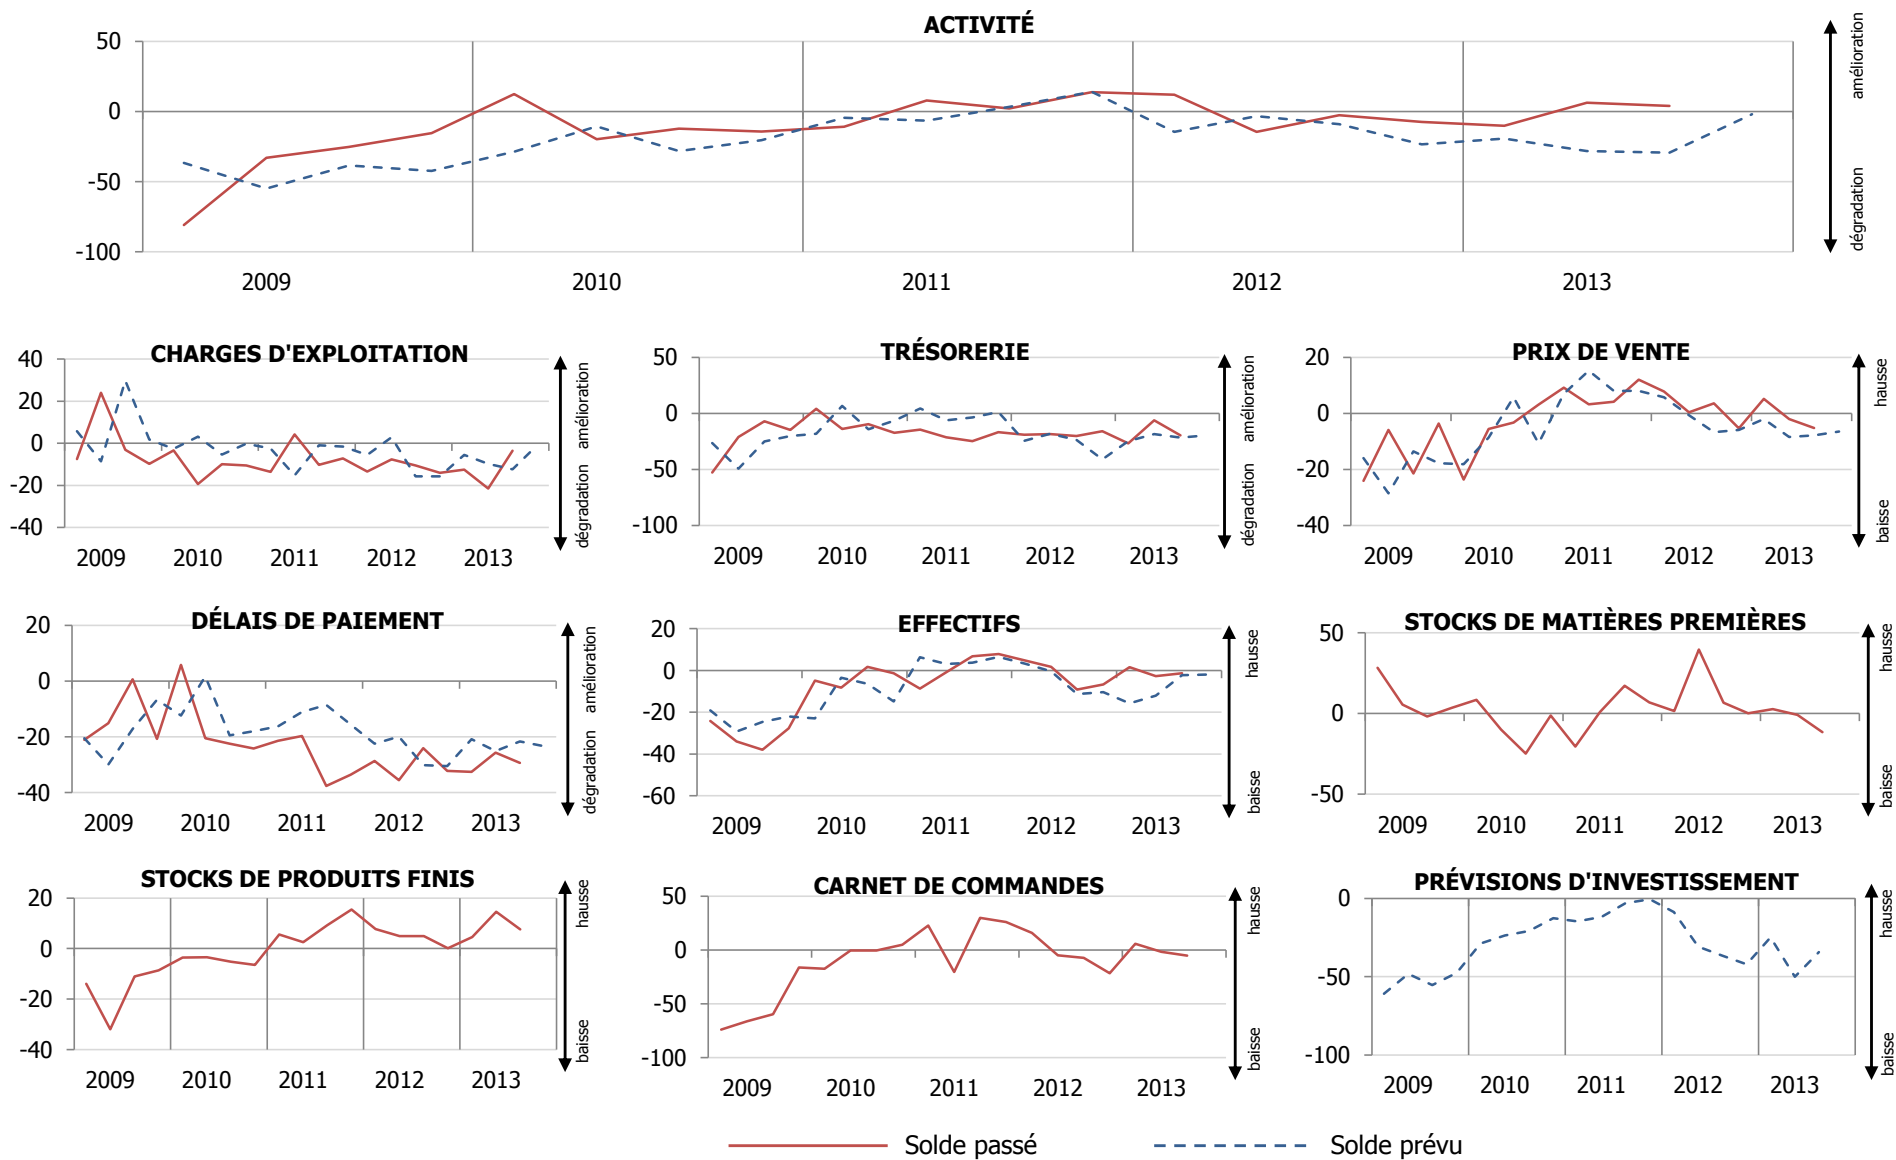 ACTIVITÉ
50
0
-50
-100
2009 2010 2011 2012 2013
amélioration
dégradation
CHARGES D'EXPLOITATION
40
20
0
-20
-40
2009 2010 2011 2012 2013
amélioration
dégradation
TRÉSORERIE
50
0
-50
-100
2009 2010 2011 2012 2013
amélioration
dégradation
PRIX DE VENTE
20
0
-20
-40
2009 2010 2011 2012 2013
hausse
baisse
DÉLAIS DE PAIEMENT
20
0
-20
-40
2009 2010 2011 2012 2013
amélioration
dégradation
EFFECTIFS
20
0
-20
-40
-60
2009 2010 2011 2012 2013
hausse
baisse
STOCKS DE MATIÈRES PREMIÈRES
50
0
-50
2009 2010 2011 2012 2013
hausse
baisse
STOCKS DE PRODUITS FINIS
20
0
-20
-40
2009 2010 2011 2012 2013
hausse
baisse
CARNET DE COMMANDES
50
0
-50
-100
2009 2010 2011 2012 2013
hausse
baisse
PRÉVISIONS D'INVESTISSEMENT
0
-50
-100
2009 2010 2011 2012 2013
hausse
baisse
Solde passé Solde prévu